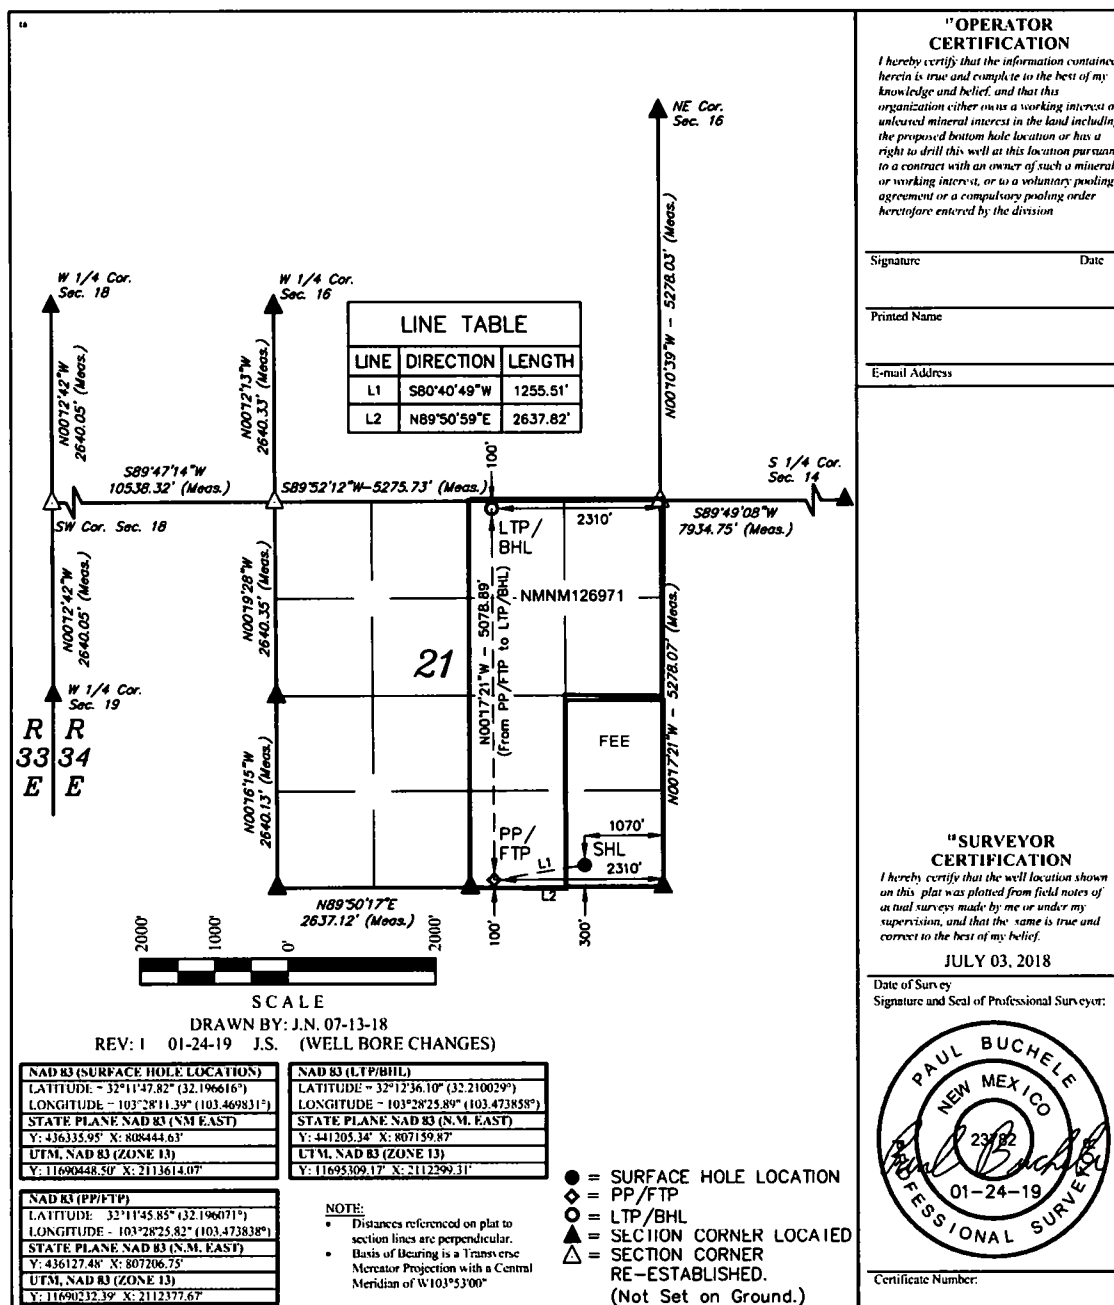 "OPERATOR
CERTIFICATION
I hereby certify that the information contained
herein is true and complete to the best of my
knowledge and belief, and that this
organization either owns a working interest or
unleased mineral interest in the land including
the proposed bottom hole location or has a
right to drill this well at this location pursuant
to a contract with an owner of such a mineral
or working interest, or to a voluntary pooling
agreement or a compulsory pooling order
heretofore entered by the division
Signature Date
Printed Name
E-mail Address
NE Cor.
Sec. 16
W 1/4 Cor.
Sec. 18
W 1/4 Cor.
Sec. 16
LINE TABLE
LINE DIRECTION LENGTH
L1 S80°40'49"W 1255.51'
L2 N89°50'59"E 2637.82'
N00°12'42"W
2640.05' (Meas.)
N00°12'13"W
2640.33' (Meas.)
N00°10'39"W – 5278.03' (Meas.)
S89°47'14"W
10538.32' (Meas.)
S89°52'12"W–5275.73' (Meas.)
100'
S 1/4 Cor.
Sec. 14
SW Cor. Sec. 18
2310'
S89°49'08"W
7934.75' (Meas.)
LTP/
BHL
N00°12'42"W
2640.05' (Meas.)
N00°19'28"W
2640.35' (Meas.)
NMNM126971
21
N00°17'21"W – 5078.89'
(From PP/FTP to LTP/BHL)
N00°17'21"W – 5278.07' (Meas.)
W 1/4 Cor.
Sec. 19
R R
33 34
E E
FEE
N00°16'15"W
2640.13' (Meas.)
PP/
FTP
1070'
SHL
L1
2310'
L2
N89°50'17"E
2637.12' (Meas.)
100'
300'
2000' 1000' 0' 2000'
SCALE
DRAWN BY: J.N. 07-13-18
REV: 1 01-24-19 J.S. (WELL BORE CHANGES)
NAD 83 (SURFACE HOLE LOCATION)
LATITUDE = 32°11'47.82" (32.196616°)
LONGITUDE = 103°28'11.39" (103.469831°)
STATE PLANE NAD 83 (NM EAST)
Y: 436335.95' X: 808444.63'
UTM, NAD 83 (ZONE 13)
Y: 11690448.50' X: 2113614.07'
NAD 83 (LTP/BHL)
LATITUDE = 32°12'36.10" (32.210029°)
LONGITUDE = 103°28'25.89" (103.473858°)
STATE PLANE NAD 83 (N.M. EAST)
Y: 441205.34' X: 807159.87'
UTM, NAD 83 (ZONE 13)
Y: 11695309.17' X: 2112299.31'
NAD 83 (PP/FTP)
LATITUDE 32°11'45.85" (32.196071°)
LONGITUDE - 103°28'25.82" (103.473838°)
STATE PLANE NAD 83 (N.M. EAST)
Y: 436127.48' X: 807206.75'
UTM, NAD 83 (ZONE 13)
Y: 11690232.39' X: 2112377.67'
NOTE:
• Distances referenced on plat to
section lines are perpendicular.
• Basis of Bearing is a Transverse
Mercator Projection with a Central
Meridian of W103°53'00"
= SURFACE HOLE LOCATION
= PP/FTP
= LTP/BHL
= SECTION CORNER LOCATED
= SECTION CORNER
RE-ESTABLISHED.
(Not Set on Ground.)
"SURVEYOR
CERTIFICATION
I hereby certify that the well location shown
on this plat was plotted from field notes of
actual surveys made by me or under my
supervision, and that the same is true and
correct to the best of my belief.
JULY 03, 2018
Date of Survey
Signature and Seal of Professional Surveyor:
PAUL BUCHELE
NEW MEXICO
23782
Paul Buchele
01-24-19
PROFESSIONAL SURVEYOR
Certificate Number: